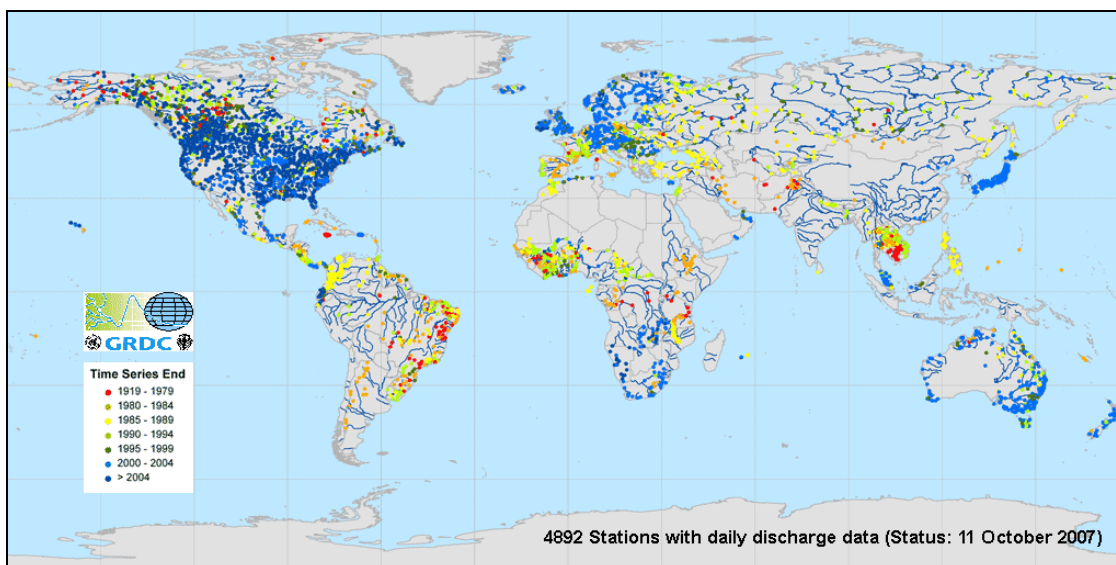 GRDC
Time Series End
1919 - 1979
1980 - 1984
1985 - 1989
1990 - 1994
1995 - 1999
2000 - 2004
> 2004
4892 Stations with daily discharge data (Status: 11 October 2007)